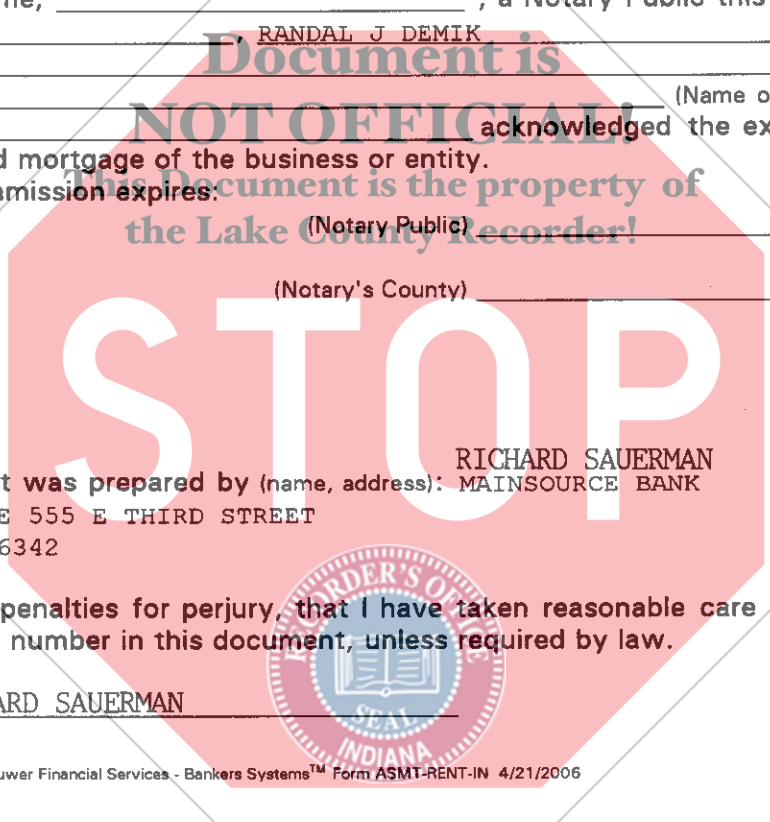 ne, ____ , a Notary Public this
, RANDAL J DEMIK
Document is
(Name o
NOT OFFICIAL!
acknowledged the ex
d mortgage of the business or entity.
mission expires:
This Document is the property of
the Lake County Recorder!
(Notary Public)
(Notary's County)
STOP
RICHARD SAUERMAN
t was prepared by (name, address): MAINSOURCE BANK
E 555 E THIRD STREET
6342
RECORDER'S OFFICE
penalties for perjury, that I have taken reasonable care
number in this document, unless required by law.
SEAL
ARD SAUERMAN
INDIANA
uwer Financial Services - Bankers Systems™ Form ASMT-RENT-IN 4/21/2006